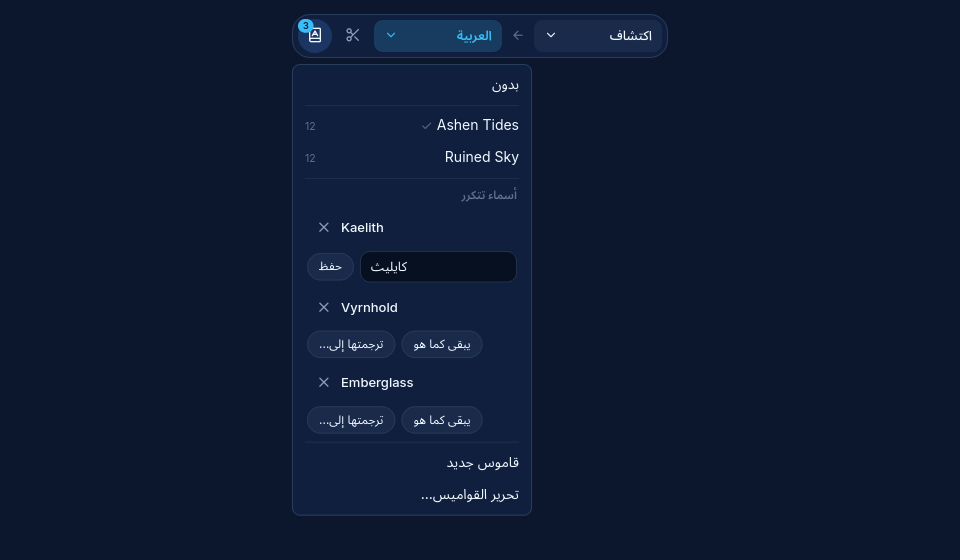 اكتشاف
العربية
3
بدون
Ashen Tides 12
Ruined Sky 12
أسماء تتكرر
Kaelith
كايليث حفظ
Vyrnhold
يبقى كما هو ترجمتها إلى...
Emberglass
يبقى كما هو ترجمتها إلى...
قاموس جديد
تحرير القواميس...